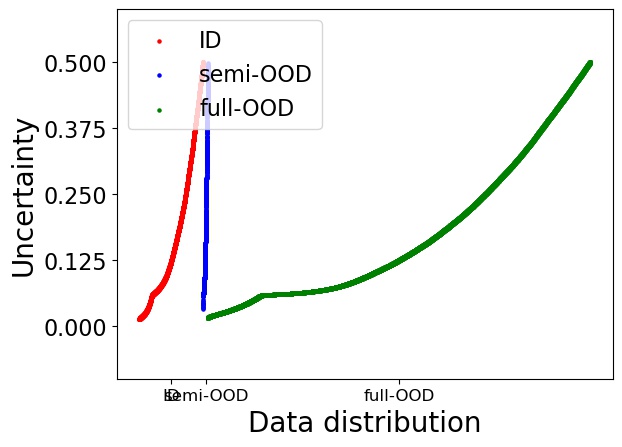 ID
semi-OOD
full-OOD
0.500
0.375
0.250
0.125
0.000
Uncertainty
ID
semi-OOD
full-OOD
Data distribution